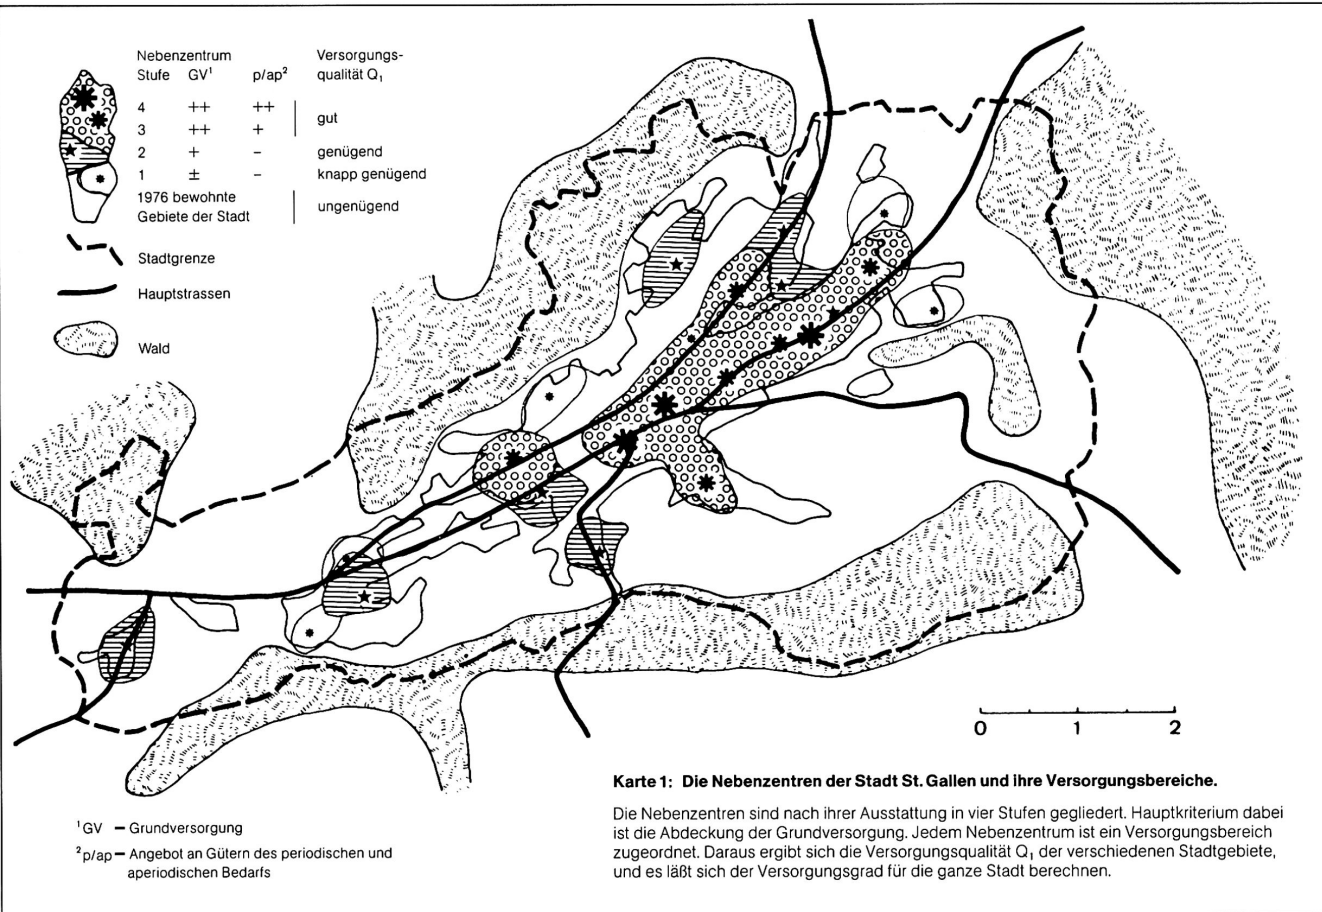 Nebenzentrum Versorgungs-
Stufe GV¹ p/ap² qualität Q₁
4 ++ ++
gut
3 ++ +
2 + – genügend
1 ± – knapp genügend
1976 bewohnte
Gebiete der Stadt ungenügend
Stadtgrenze
Hauptstrassen
Wald
0 1 2
Karte 1: Die Nebenzentren der Stadt St. Gallen und ihre Versorgungsbereiche.
Die Nebenzentren sind nach ihrer Ausstattung in vier Stufen gegliedert. Hauptkriterium dabei
ist die Abdeckung der Grundversorgung. Jedem Nebenzentrum ist ein Versorgungsbereich
zugeordnet. Daraus ergibt sich die Versorgungsqualität Q₁ der verschiedenen Stadtgebiete,
und es läßt sich der Versorgungsgrad für die ganze Stadt berechnen.
¹GV – Grundversorgung
²p/ap – Angebot an Gütern des periodischen und
aperiodischen Bedarfs